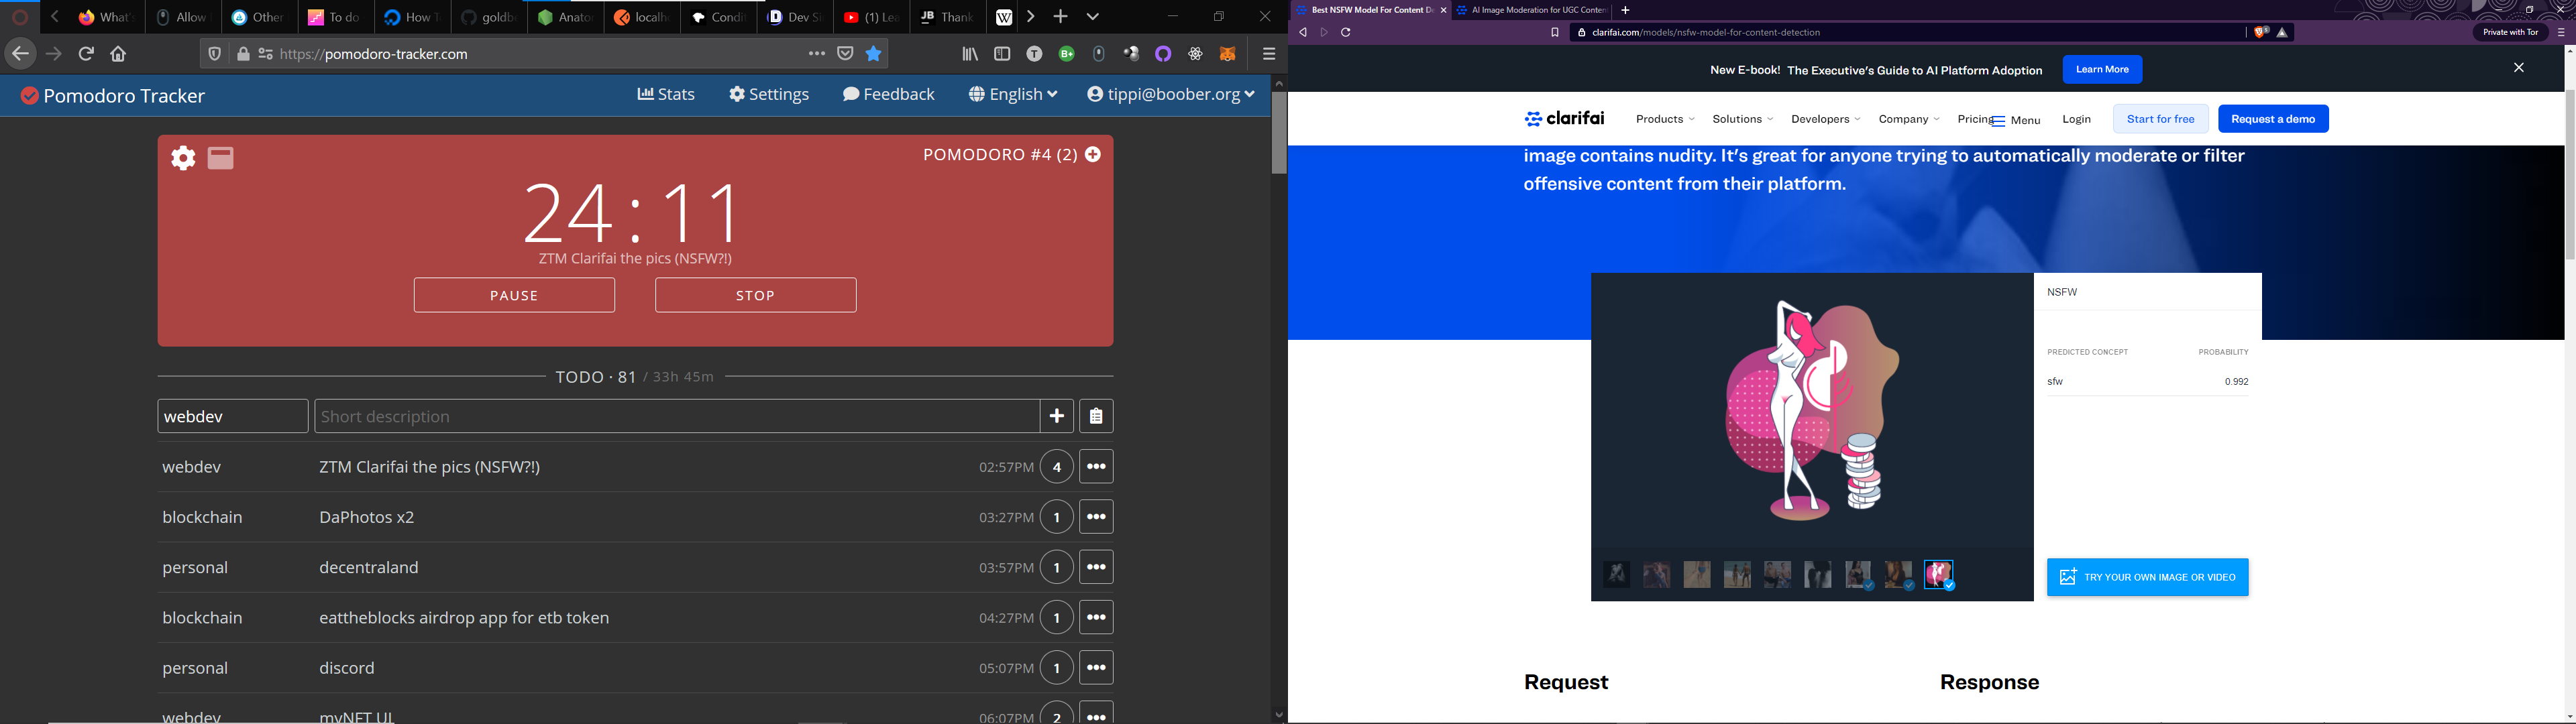 What's
Allow
Other
To do
How T
goldb
Anato
localh
Condi
Dev Si
(1) Lea
JB Thank
W
https://pomodoro-tracker.com
Pomodoro Tracker
Stats
Settings
Feedback
English
tippi@boober.org
POMODORO #4 (2)
24:11
ZTM Clarifai the pics (NSFW?!)
PAUSE
STOP
TODO · 81 / 33h 45m
webdev
Short description
webdev ZTM Clarifai the pics (NSFW?!) 02:57PM 4
blockchain DaPhotos x2 03:27PM 1
personal decentraland 03:57PM 1
blockchain eattheblocks airdrop app for etb token 04:27PM 1
personal discord 05:07PM 1
webdev myNFT UI 06:07PM 2
Best NSFW Model For Content De
AI Image Moderation for UGC Conten
clarifai.com/models/nsfw-model-for-content-detection
Private with Tor
New E-book! The Executive's Guide to AI Platform Adoption
Learn More
clarifai
Products
Solutions
Developers
Company
Pricing
Menu
Login
Start for free
Request a demo
image contains nudity. It's great for anyone trying to automatically moderate or filter
offensive content from their platform.
NSFW
PREDICTED CONCEPT PROBABILITY
sfw 0.992
TRY YOUR OWN IMAGE OR VIDEO
Request
Response